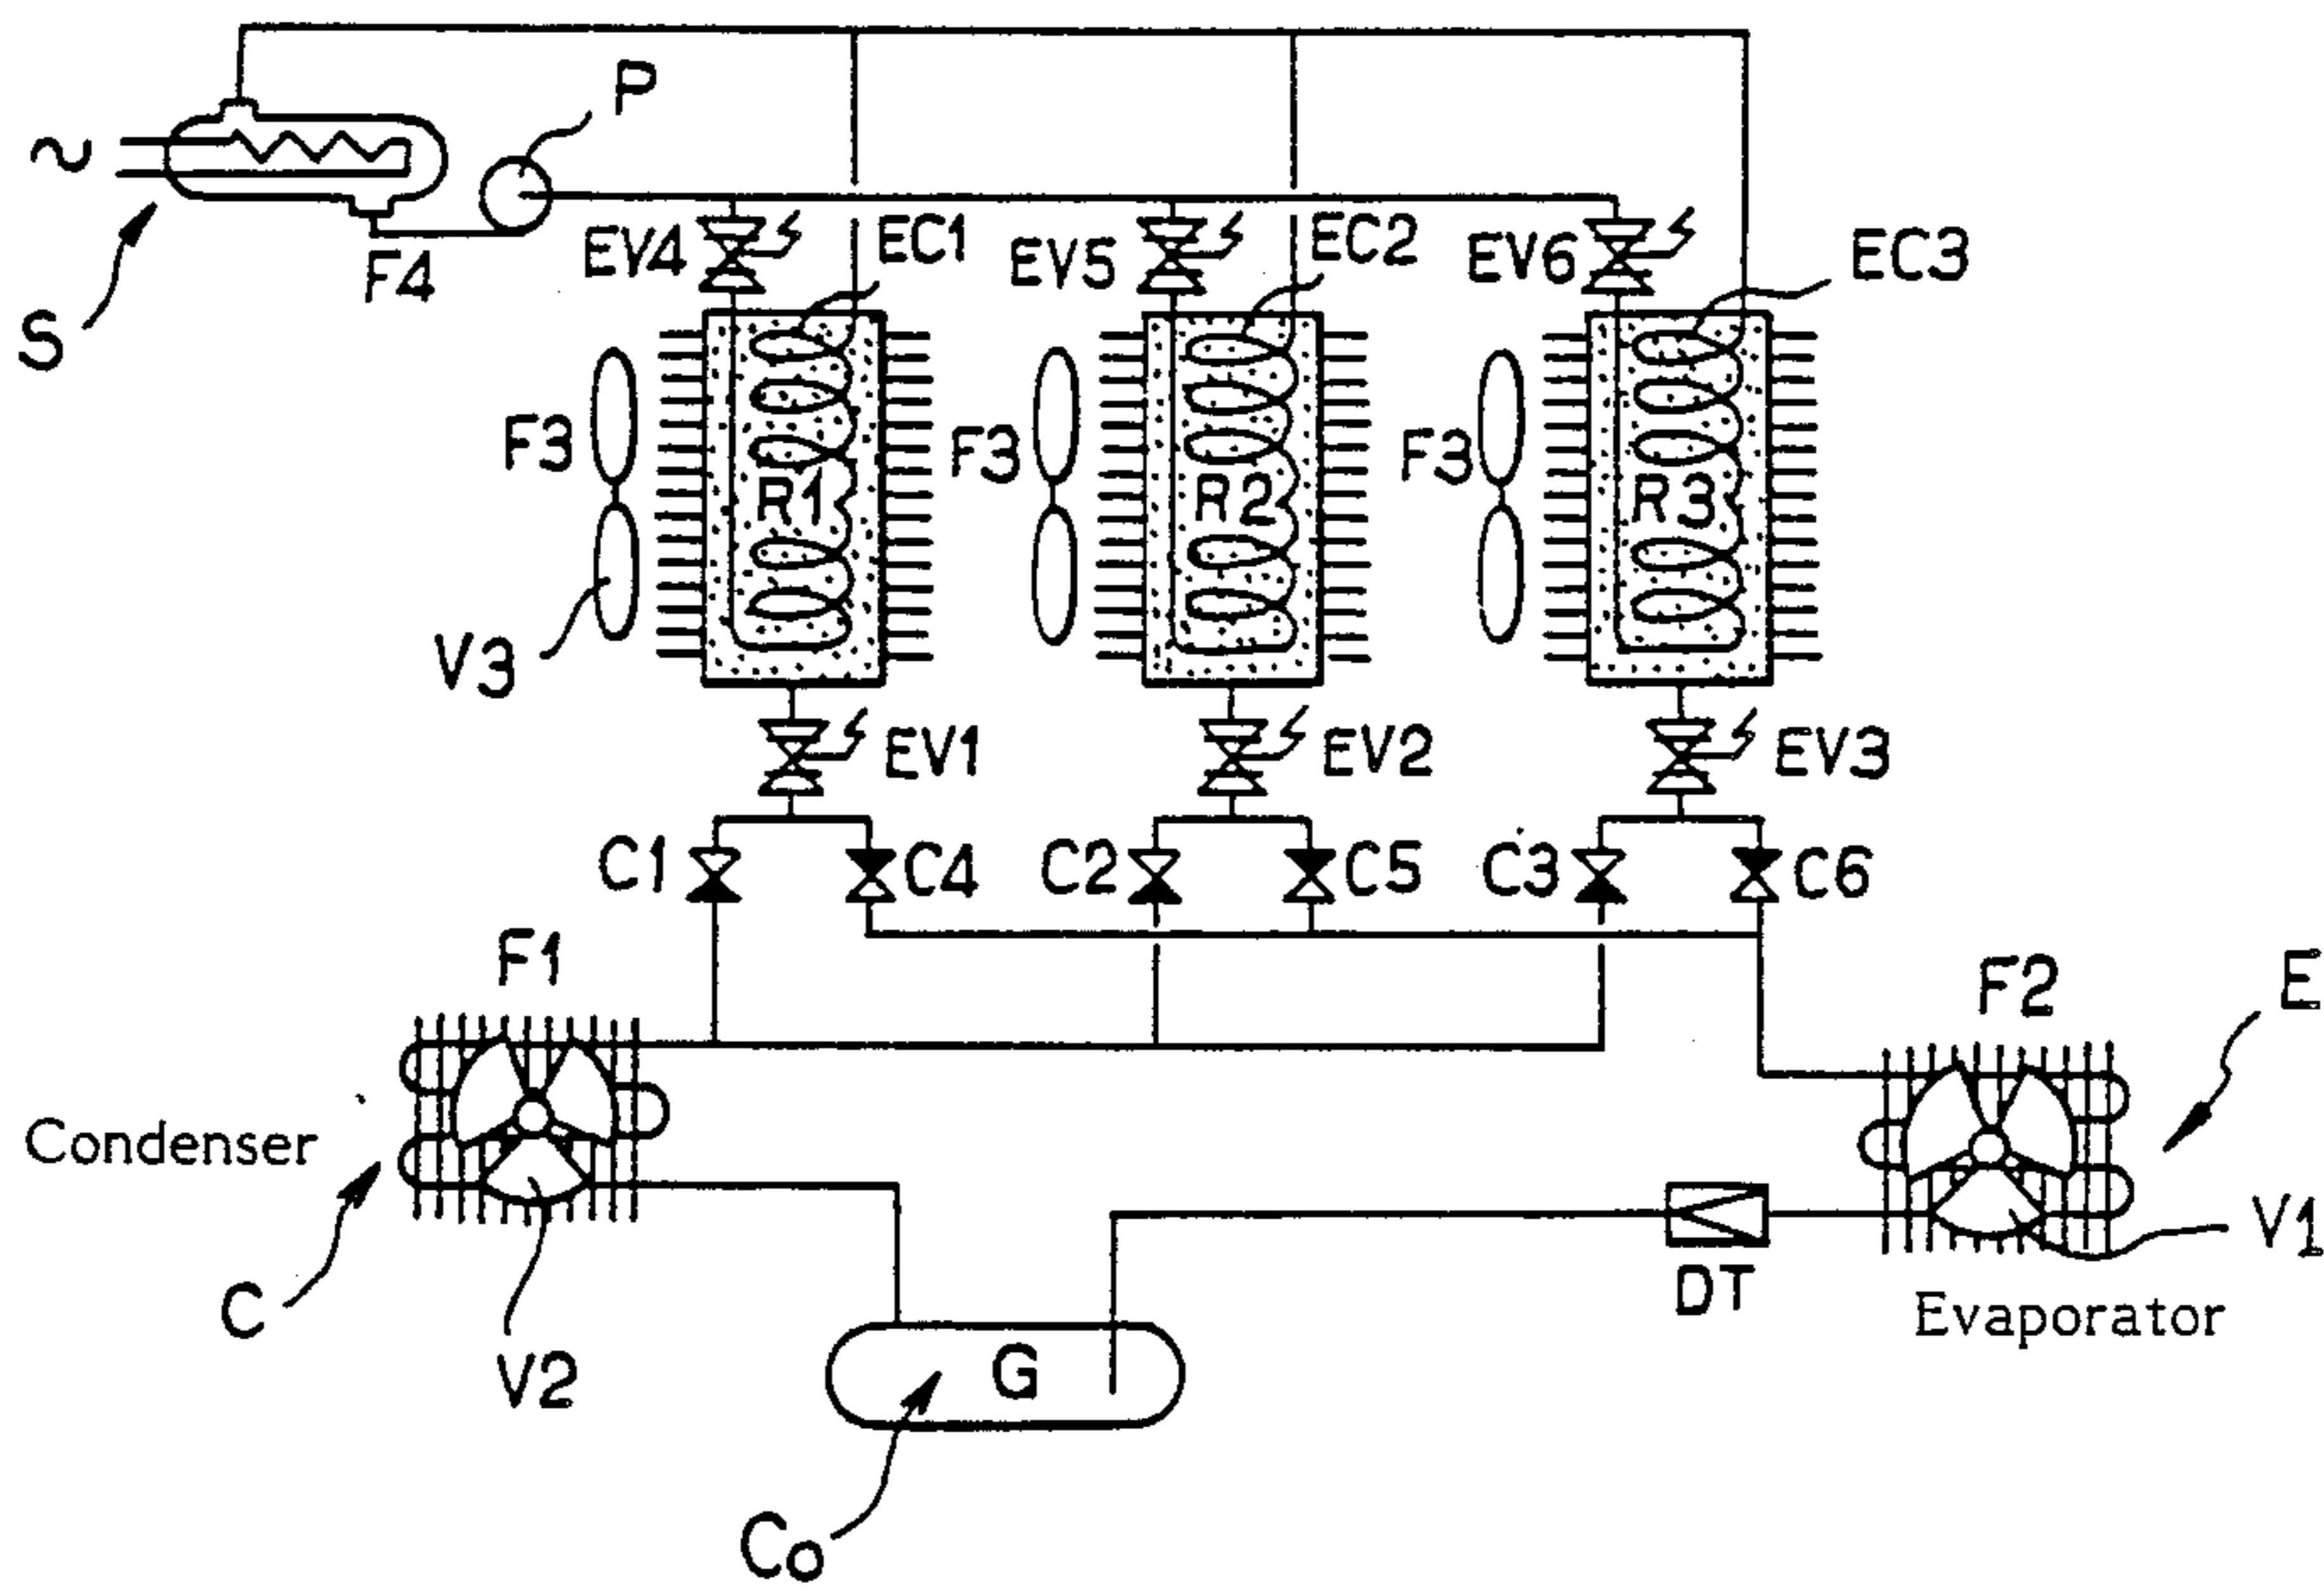 P
~
S
F4
EV4
EC1
EV5
EC2
EV6
EC3
F3
R1
F3
R2
F3
R3
V3
EV1
EV2
EV3
C1
C4
C2
C5
C3
C6
F1
F2
E
Condenser
C
V2
G
Co
DT
V1
Evaporator